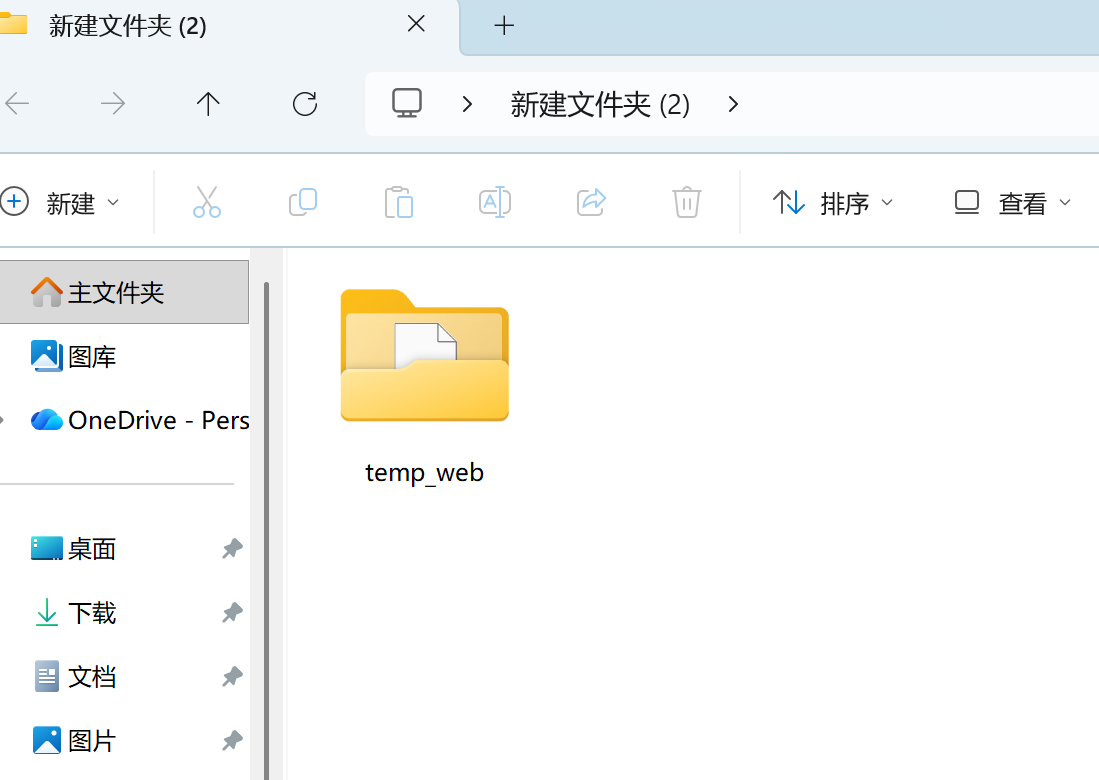 新建文件夹 (2)
新建文件夹 (2)
新建
排序
查看
主文件夹
图库
OneDrive - Pers
temp_web
桌面
下载
文档
图片